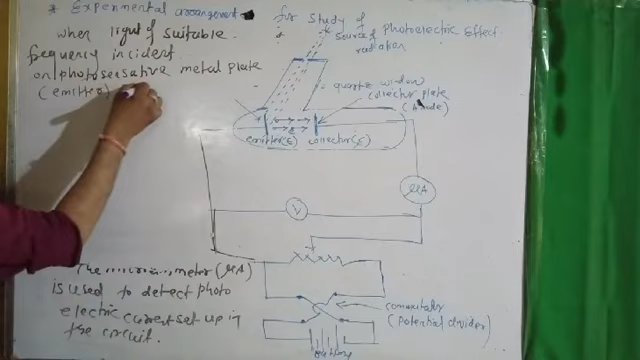 * Experimental arrangement for study of Photoelectric Effect
When light of suitable
frequency incident
on photosensative metal plate
(emitter)
source of
radiation
quartz window
collector plate
(Anode)
emitter(E)
collector(E)
μA
V
The meter (μA)
is used to detect photo
electric current set up in
the circuit.
commutator
(potential divider)
Battery